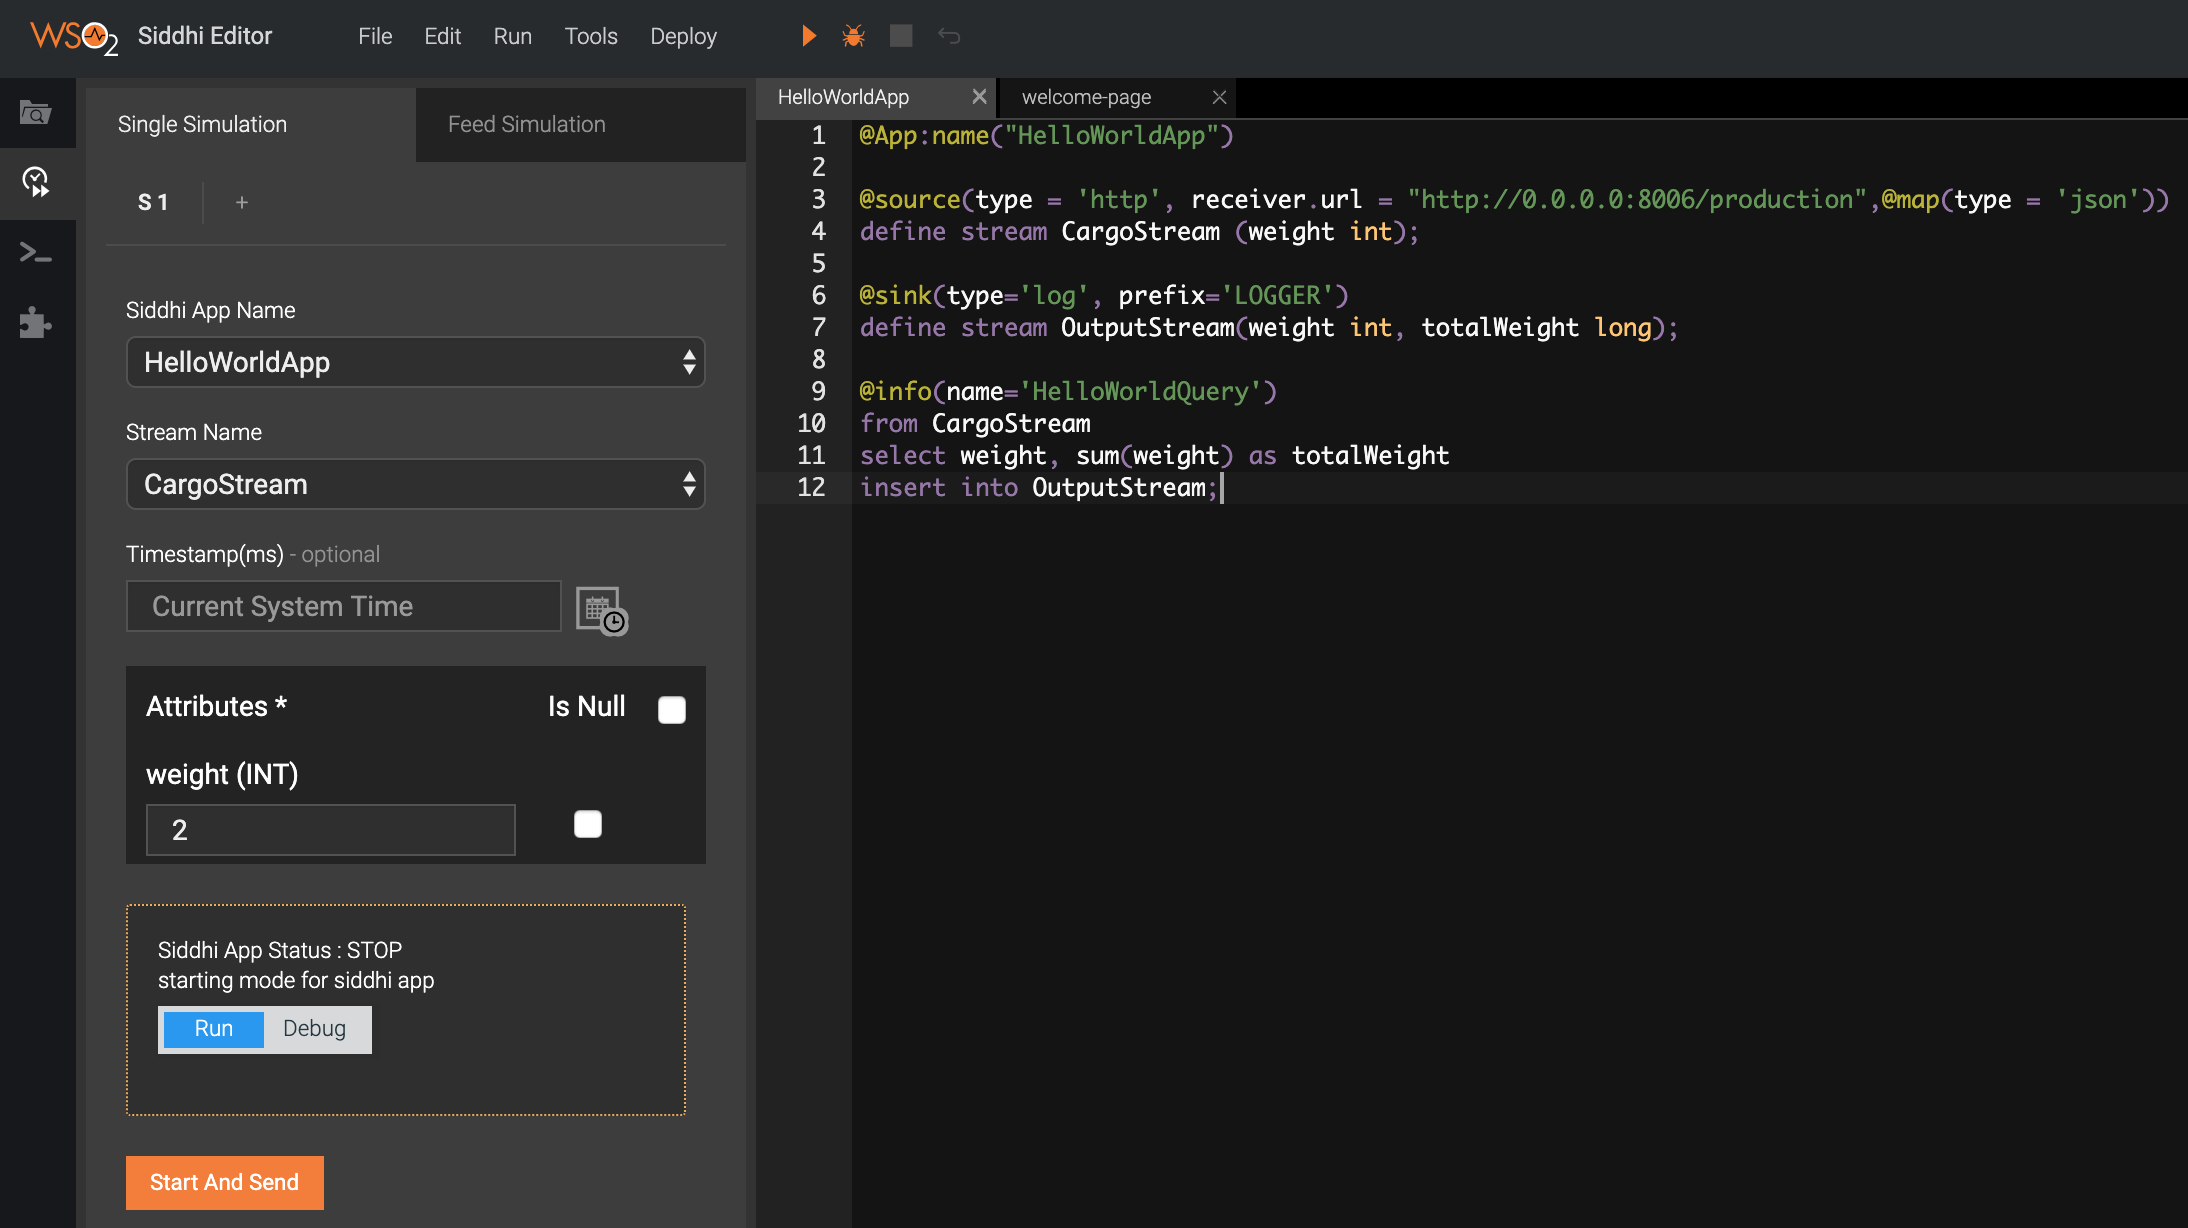 WSO2 Siddhi Editor File Edit Run Tools Deploy
Single Simulation Feed Simulation
S 1 +
Siddhi App Name
HelloWorldApp
Stream Name
CargoStream
Timestamp(ms) - optional
Current System Time
Attributes * Is Null
weight (INT)
2
Siddhi App Status : STOP
starting mode for siddhi app
Run Debug
Start And Send
HelloWorldApp welcome-page
1 @App:name("HelloWorldApp")
2
3 @source(type = 'http', receiver.url = "http://0.0.0.0:8006/production",@map(type = 'json'))
4 define stream CargoStream (weight int);
5
6 @sink(type='log', prefix='LOGGER')
7 define stream OutputStream(weight int, totalWeight long);
8
9 @info(name='HelloWorldQuery')
10 from CargoStream
11 select weight, sum(weight) as totalWeight
12 insert into OutputStream;